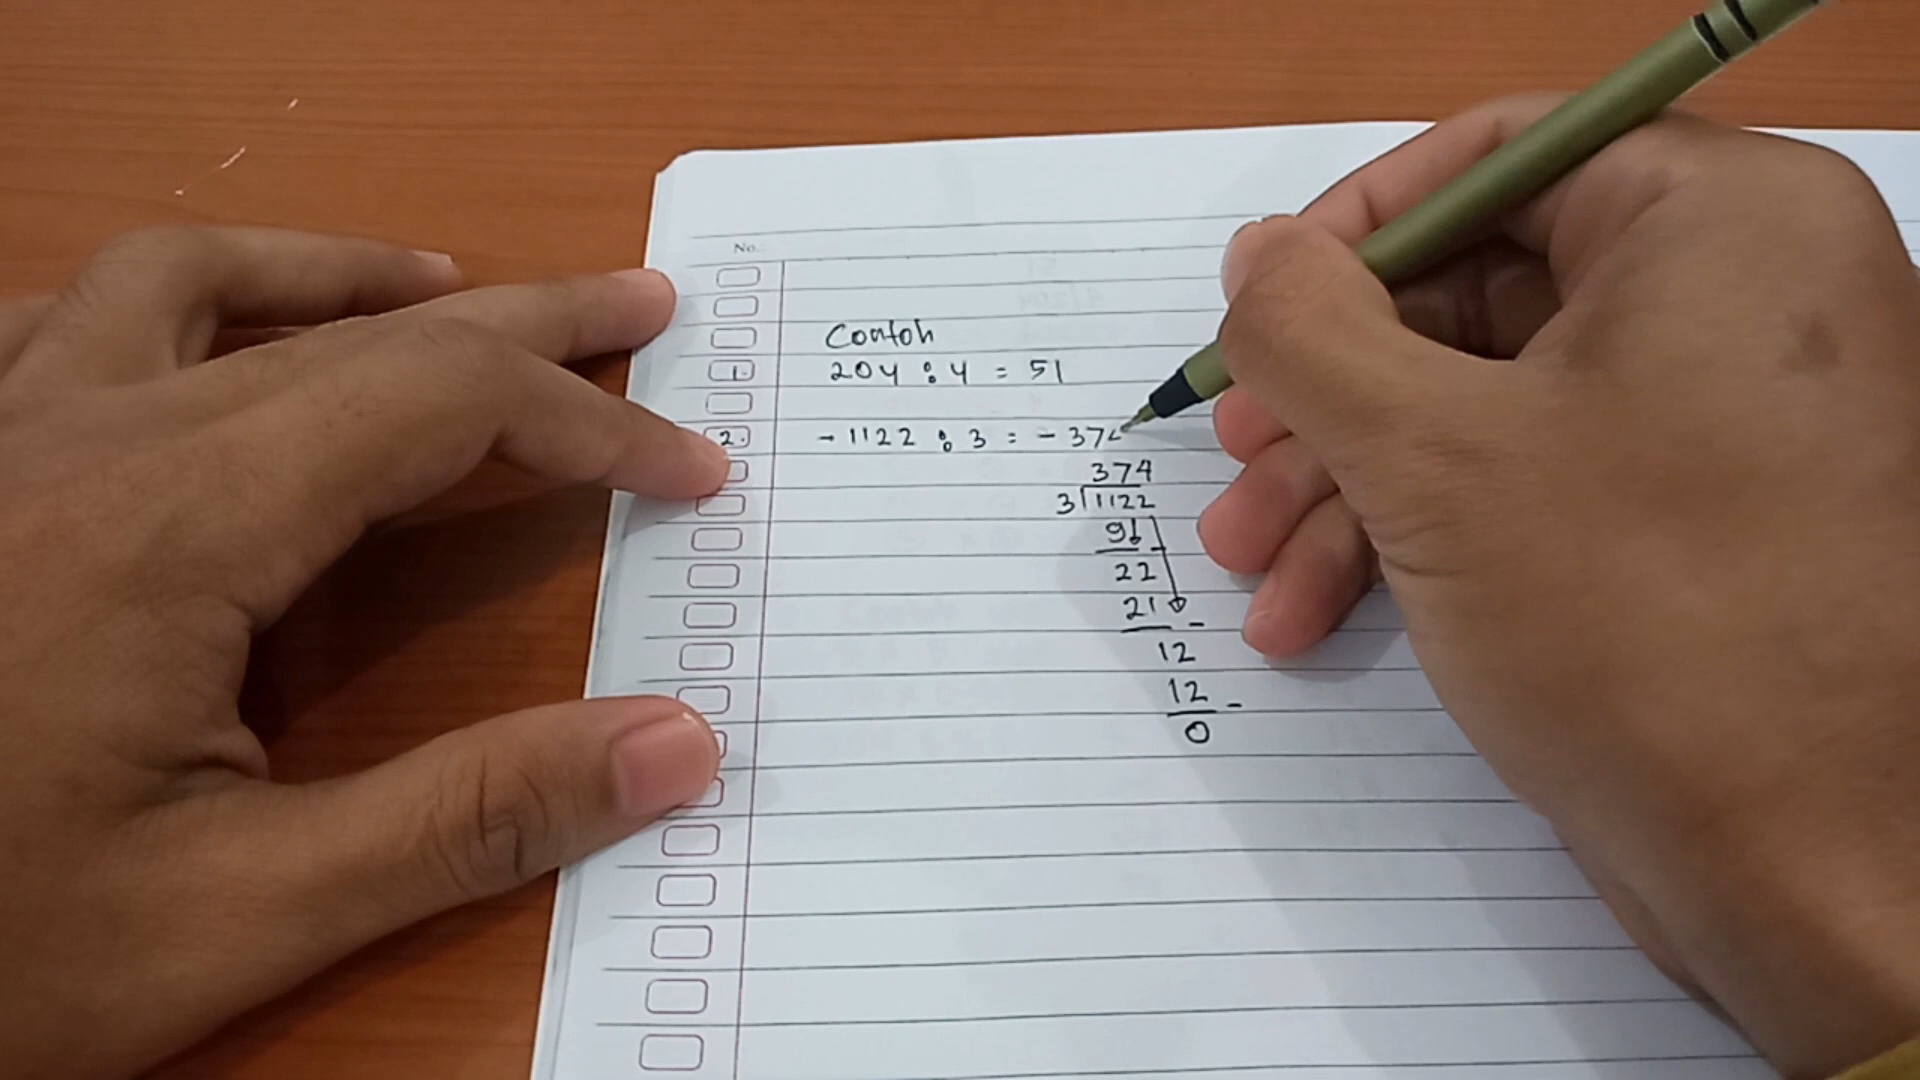 No.:
Contoh
1. 204 : 4 = 51
2. - 1122 : 3 = - 374
374
3 1122
9
22
21
12
12 -
0